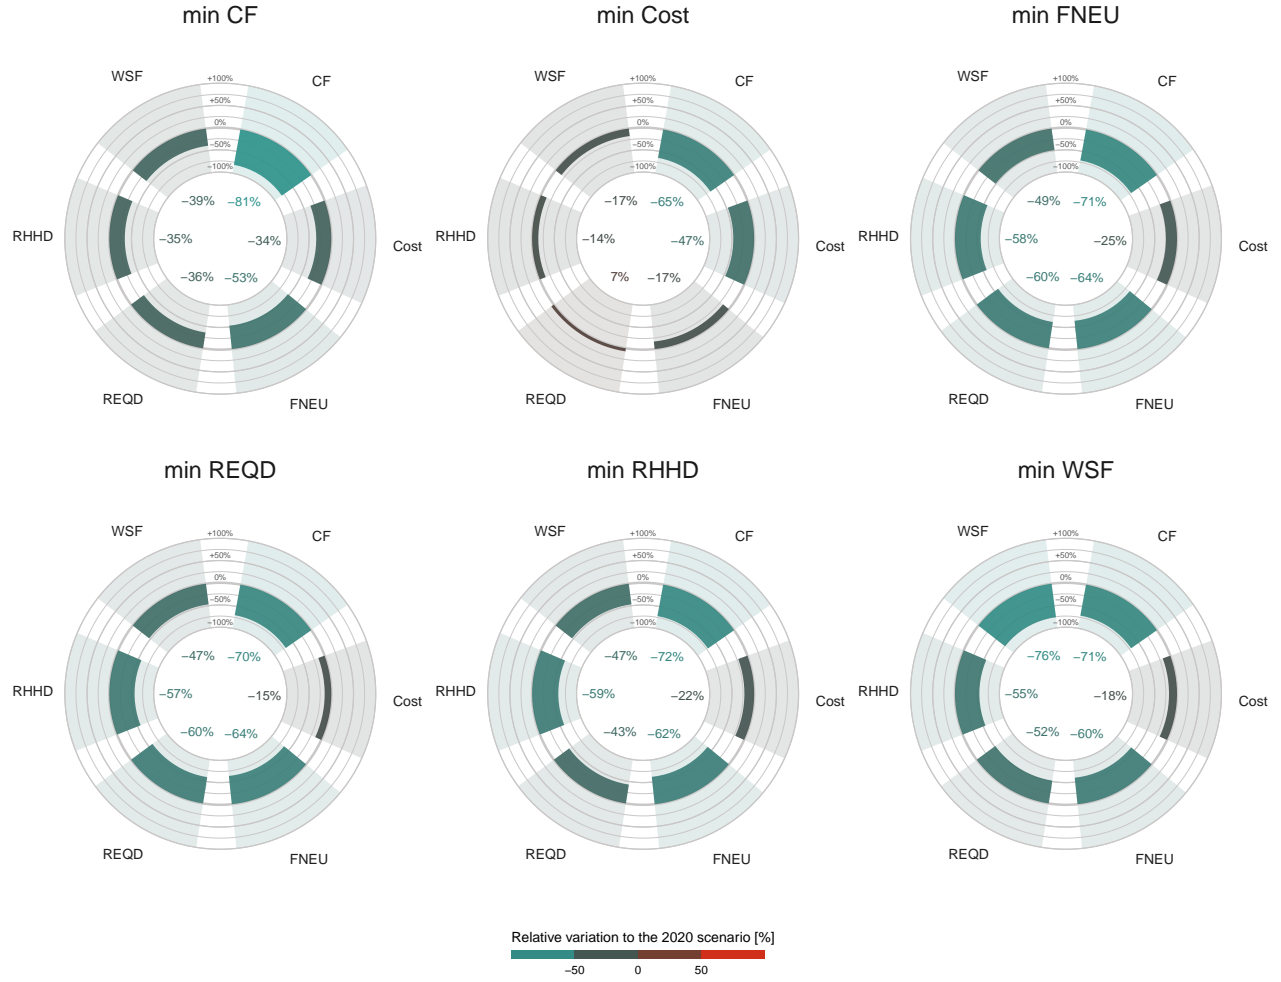 min CF
min Cost
min FNEU
WSF
CF
+100%
+50%
0%
−50%
−100%
−39% −81%
RHHD
−35%
−34%
Cost
−36% −53%
REQD
FNEU
WSF
CF
+100%
+50%
0%
−50%
−100%
−17% −65%
RHHD
−14%
−47%
Cost
7% −17%
REQD
FNEU
WSF
CF
+100%
+50%
0%
−50%
−100%
−49% −71%
RHHD
−58%
−25%
Cost
−60% −64%
REQD
FNEU
min REQD
min RHHD
min WSF
WSF
CF
+100%
+50%
0%
−50%
−100%
−47% −70%
RHHD
−57%
−15%
Cost
−60% −64%
REQD
FNEU
WSF
CF
+100%
+50%
0%
−50%
−100%
−47% −72%
RHHD
−59%
−22%
Cost
−43% −62%
REQD
FNEU
WSF
CF
+100%
+50%
0%
−50%
−100%
−76% −71%
RHHD
−55%
−18%
Cost
−52% −60%
REQD
FNEU
Relative variation to the 2020 scenario [%]
−50 0 50